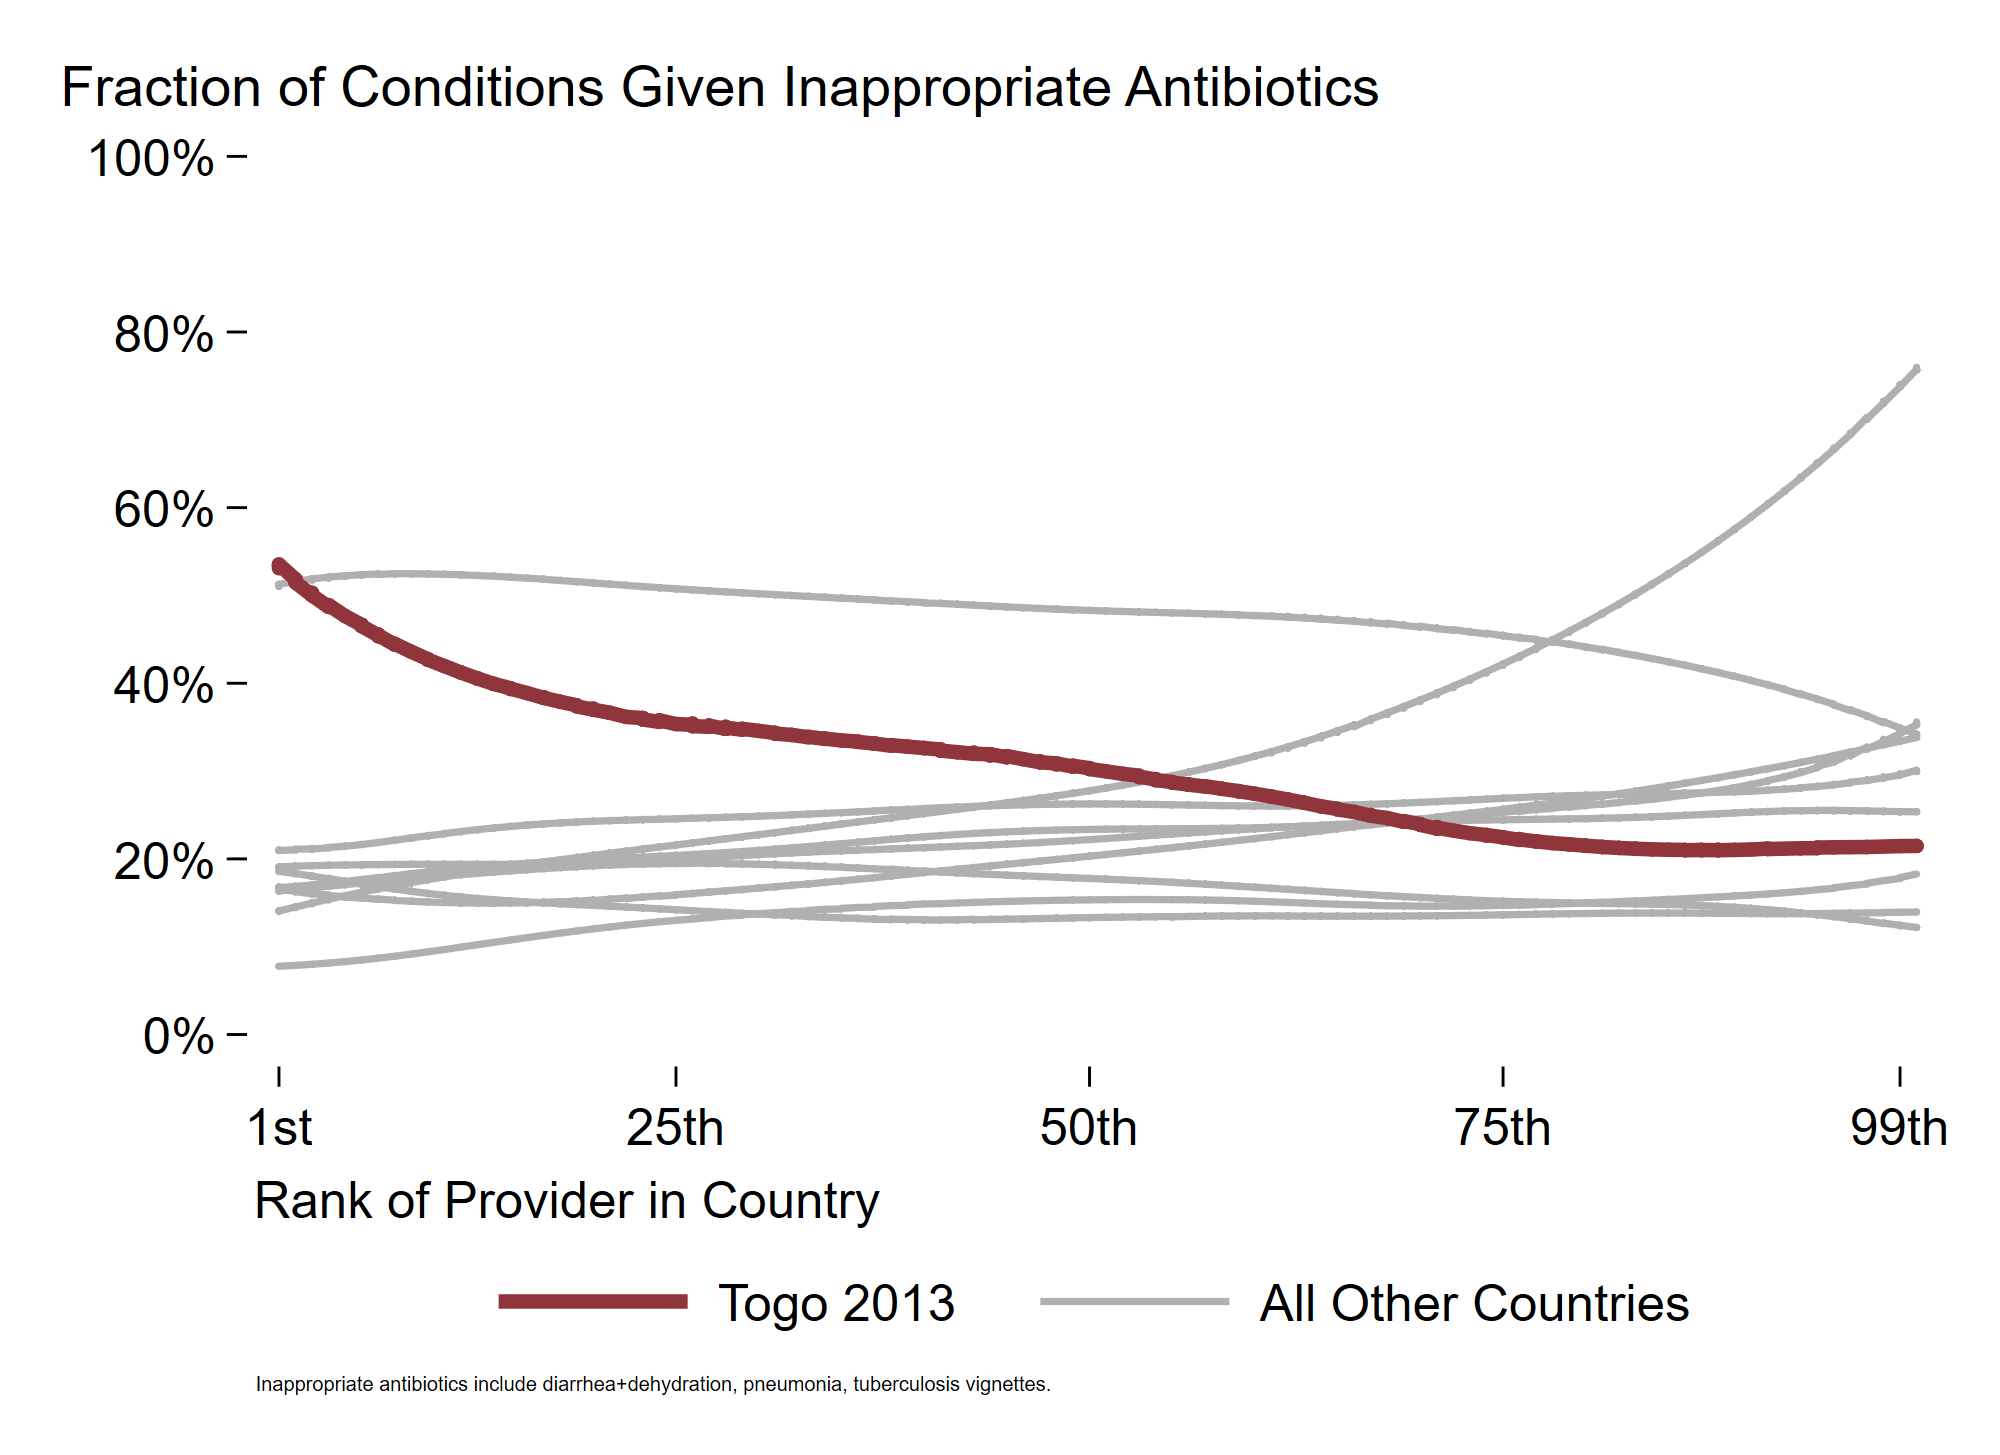 Fraction of Conditions Given Inappropriate Antibiotics
100%
80%
60%
40%
20%
0%
1st 25th 50th 75th 99th
Rank of Provider in Country
Togo 2013 All Other Countries
Inappropriate antibiotics include diarrhea+dehydration, pneumonia, tuberculosis vignettes.